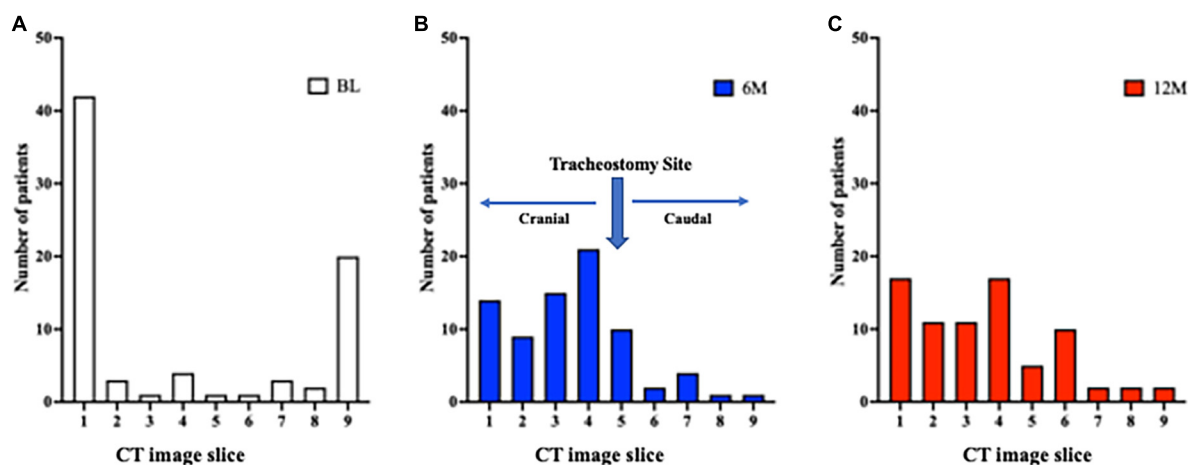 A
50
40
30
20
10
0
Number of patients
BL
1 2 3 4 5 6 7 8 9
CT image slice
B
50
40
30
20
10
0
Number of patients
6M
Tracheostomy Site
Cranial
Caudal
1 2 3 4 5 6 7 8 9
CT image slice
C
50
40
30
20
10
0
Number of patients
12M
1 2 3 4 5 6 7 8 9
CT image slice